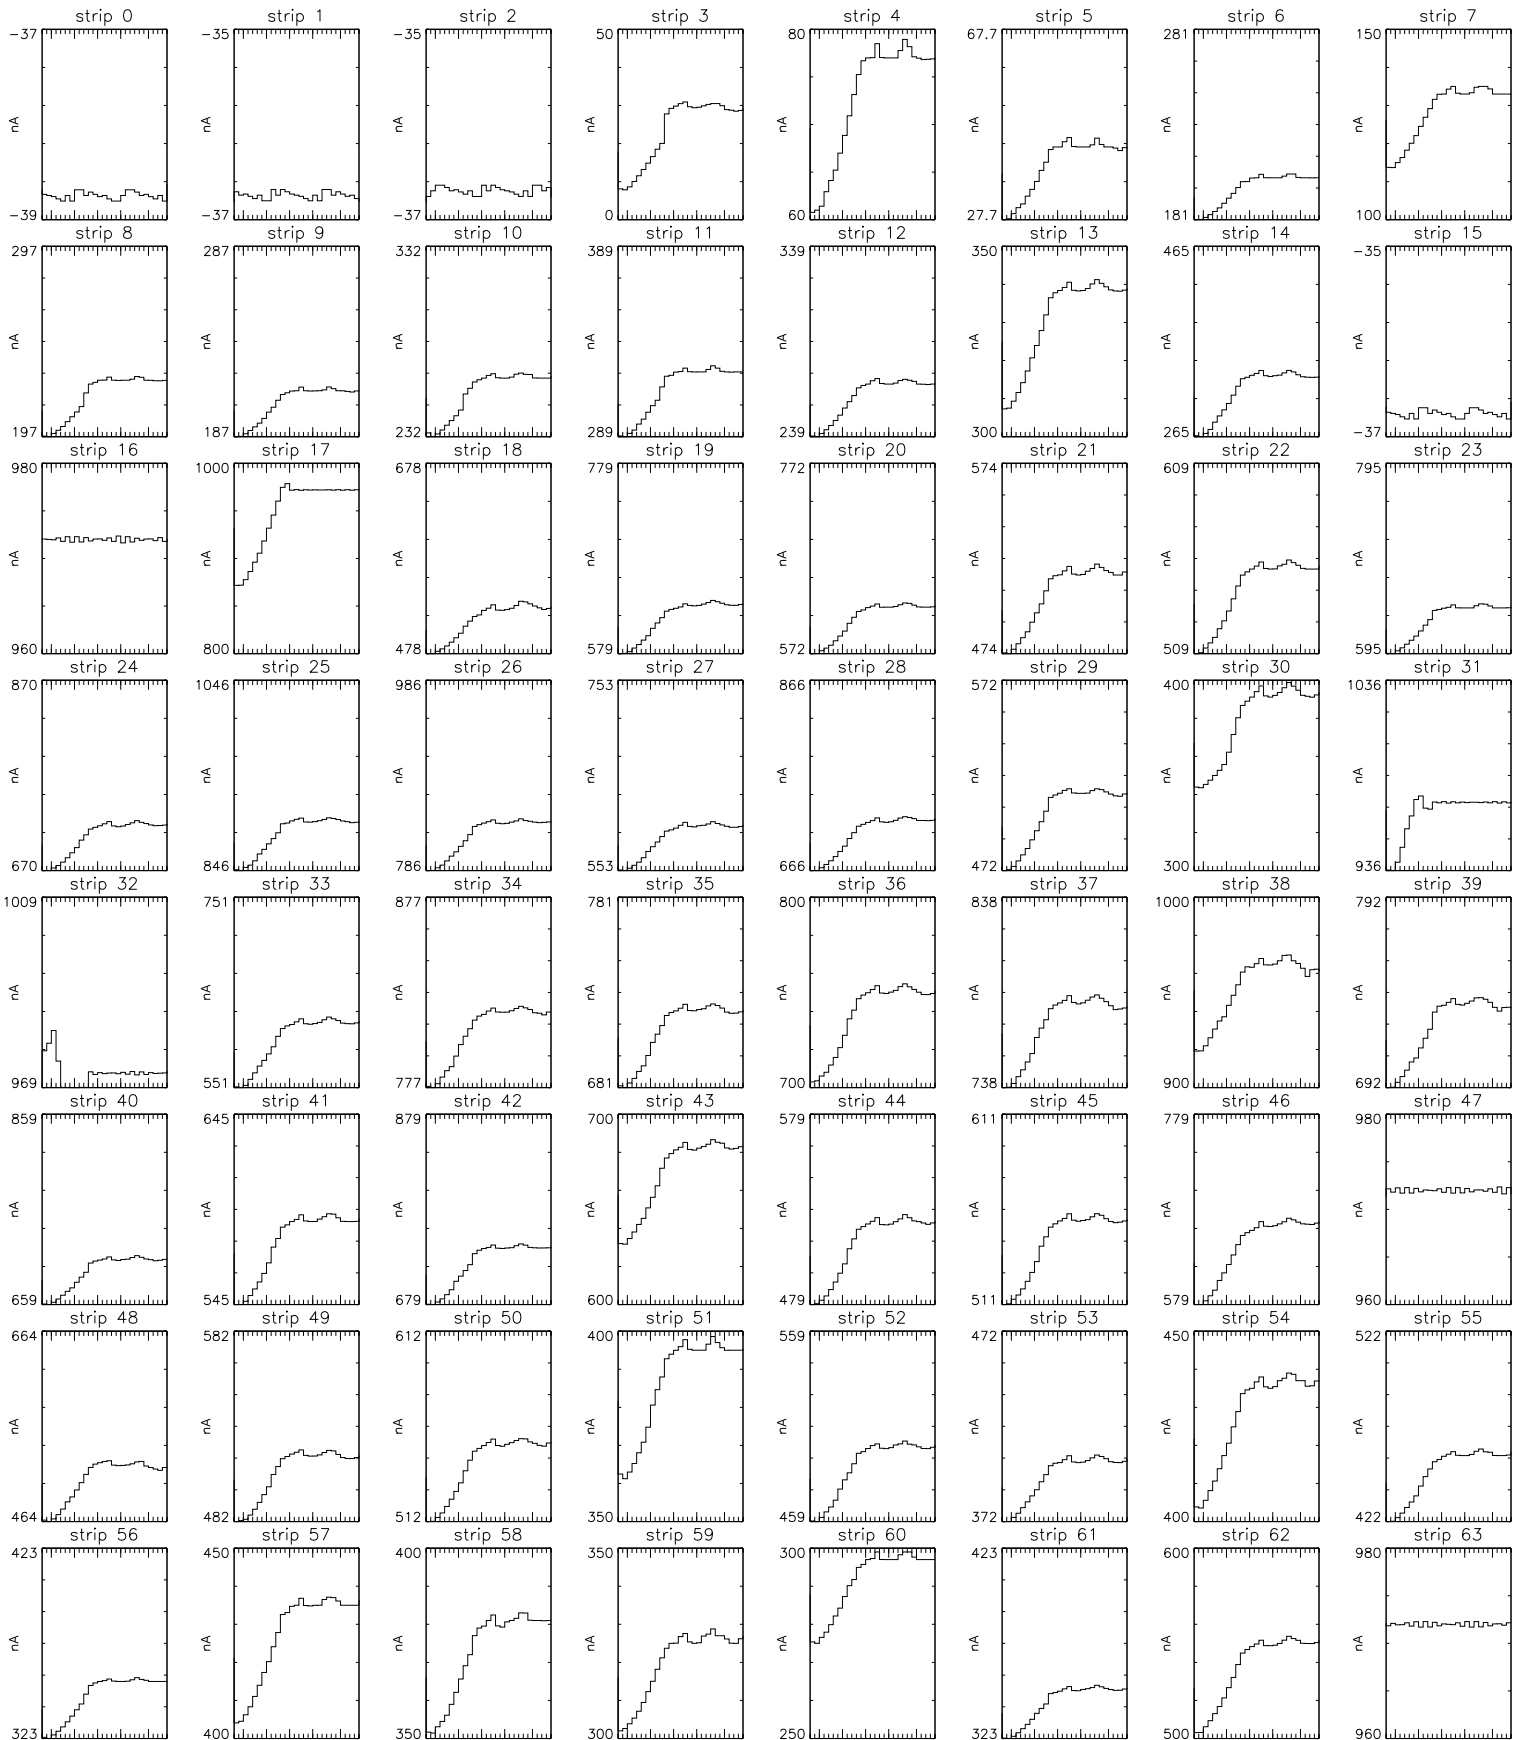 strip 0 strip 1 strip 2 strip 3 strip 4 strip 5 strip 6 strip 7
-37 -35 -35 50 80 67.7 281 150
nA nA nA nA nA nA nA nA
-39 -37 -37 0 60 27.7 181 100
strip 8 strip 9 strip 10 strip 11 strip 12 strip 13 strip 14 strip 15
297 287 332 389 339 350 465 -35
nA nA nA nA nA nA nA nA
197 187 232 289 239 300 265 -37
strip 16 strip 17 strip 18 strip 19 strip 20 strip 21 strip 22 strip 23
980 1000 678 779 772 574 609 795
nA nA nA nA nA nA nA nA
960 800 478 579 572 474 509 595
strip 24 strip 25 strip 26 strip 27 strip 28 strip 29 strip 30 strip 31
870 1046 986 753 866 572 400 1036
nA nA nA nA nA nA nA nA
670 846 786 553 666 472 300 936
strip 32 strip 33 strip 34 strip 35 strip 36 strip 37 strip 38 strip 39
1009 751 877 781 800 838 1000 792
nA nA nA nA nA nA nA nA
969 551 777 681 700 738 900 692
strip 40 strip 41 strip 42 strip 43 strip 44 strip 45 strip 46 strip 47
859 645 879 700 579 611 779 980
nA nA nA nA nA nA nA nA
659 545 679 600 479 511 579 960
strip 48 strip 49 strip 50 strip 51 strip 52 strip 53 strip 54 strip 55
664 582 612 400 559 472 450 522
nA nA nA nA nA nA nA nA
464 482 512 350 459 372 400 422
strip 56 strip 57 strip 58 strip 59 strip 60 strip 61 strip 62 strip 63
423 450 400 350 300 423 600 980
nA nA nA nA nA nA nA nA
323 400 350 300 250 323 500 960